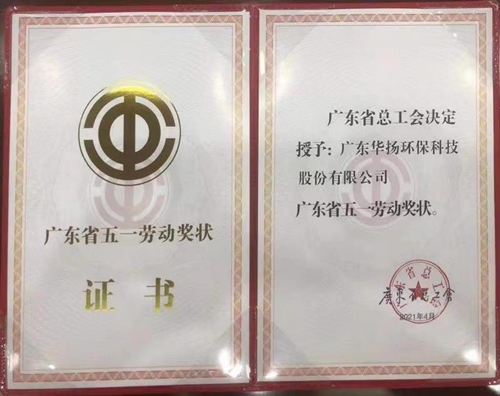 广东省五一劳动奖状
证书
广东省总工会决定
授予：广东华扬环保科技
股份有限公司
广东省五一劳动奖状。
广东省总工会
2021年4月